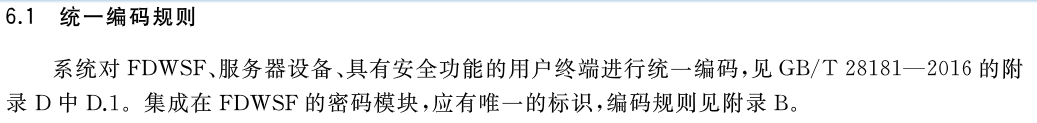 6.1 统一编码规则
系统对 FDWSF、服务器设备、具有安全功能的用户终端进行统一编码,见 GB/T 28181—2016 的附
录 D 中 D.1。集成在 FDWSF 的密码模块,应有唯一的标识,编码规则见附录 B。